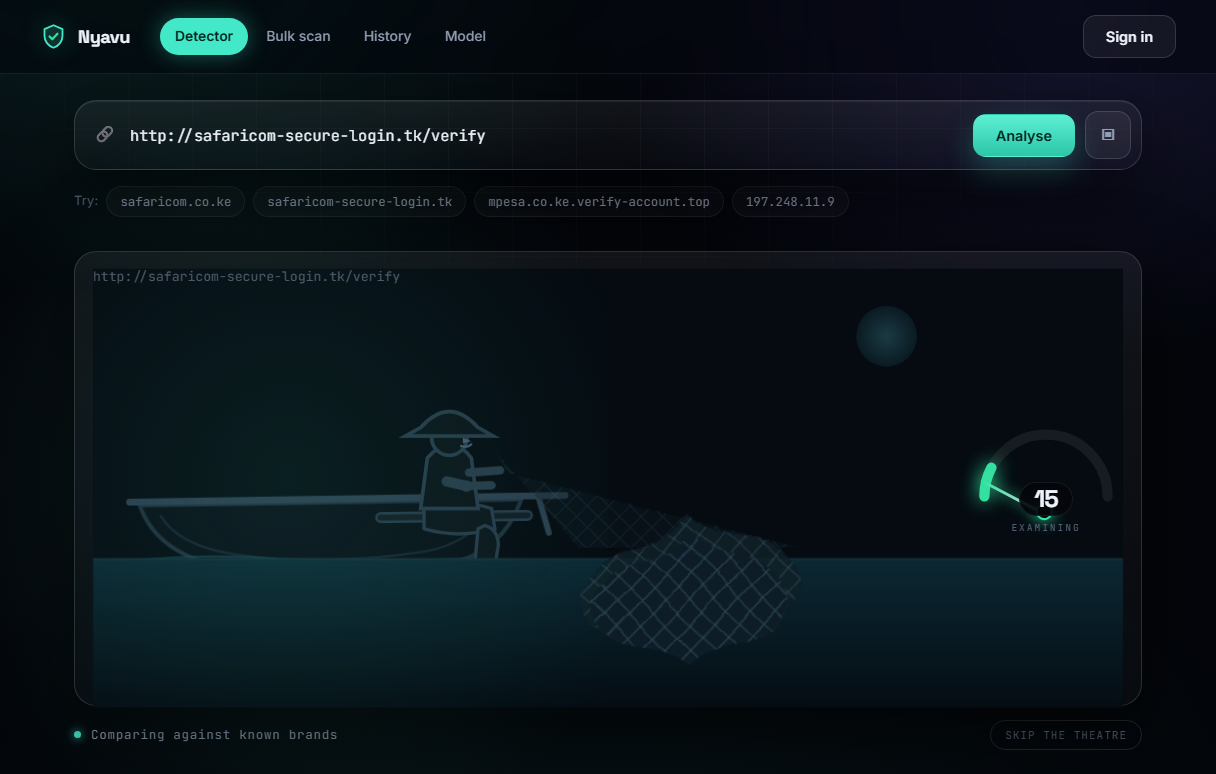 Nyavu
Detector
Bulk scan
History
Model
Sign in
http://safaricom-secure-login.tk/verify
Analyse
Try:
safaricom.co.ke
safaricom-secure-login.tk
mpesa.co.ke.verify-account.top
197.248.11.9
http://safaricom-secure-login.tk/verify
15
EXAMINING
Comparing against known brands
SKIP THE THEATRE